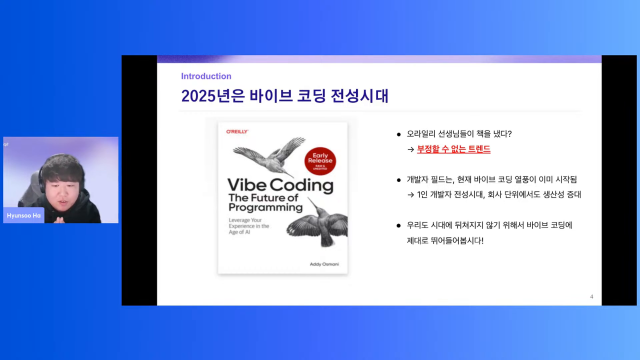 Introduction
2025년은 바이브 코딩 전성시대
O'REILLY
Early
Release
RAW & UNEDITED
Vibe Coding
The Future of
Programming
Leverage Your
Experience in the
Age of AI
Addy Osmani
● 오라일리 선생님들이 책을 냈다?
→ 부정할 수 없는 트렌드
● 개발자 필드는, 현재 바이브 코딩 열풍이 이미 시작됨
→ 1인 개발자 전성시대, 회사 단위에서도 생산성 증대
● 우리도 시대에 뒤쳐지지 않기 위해서 바이브 코딩에
제대로 뛰어들어봅시다!
Hyunsoo Ha
4